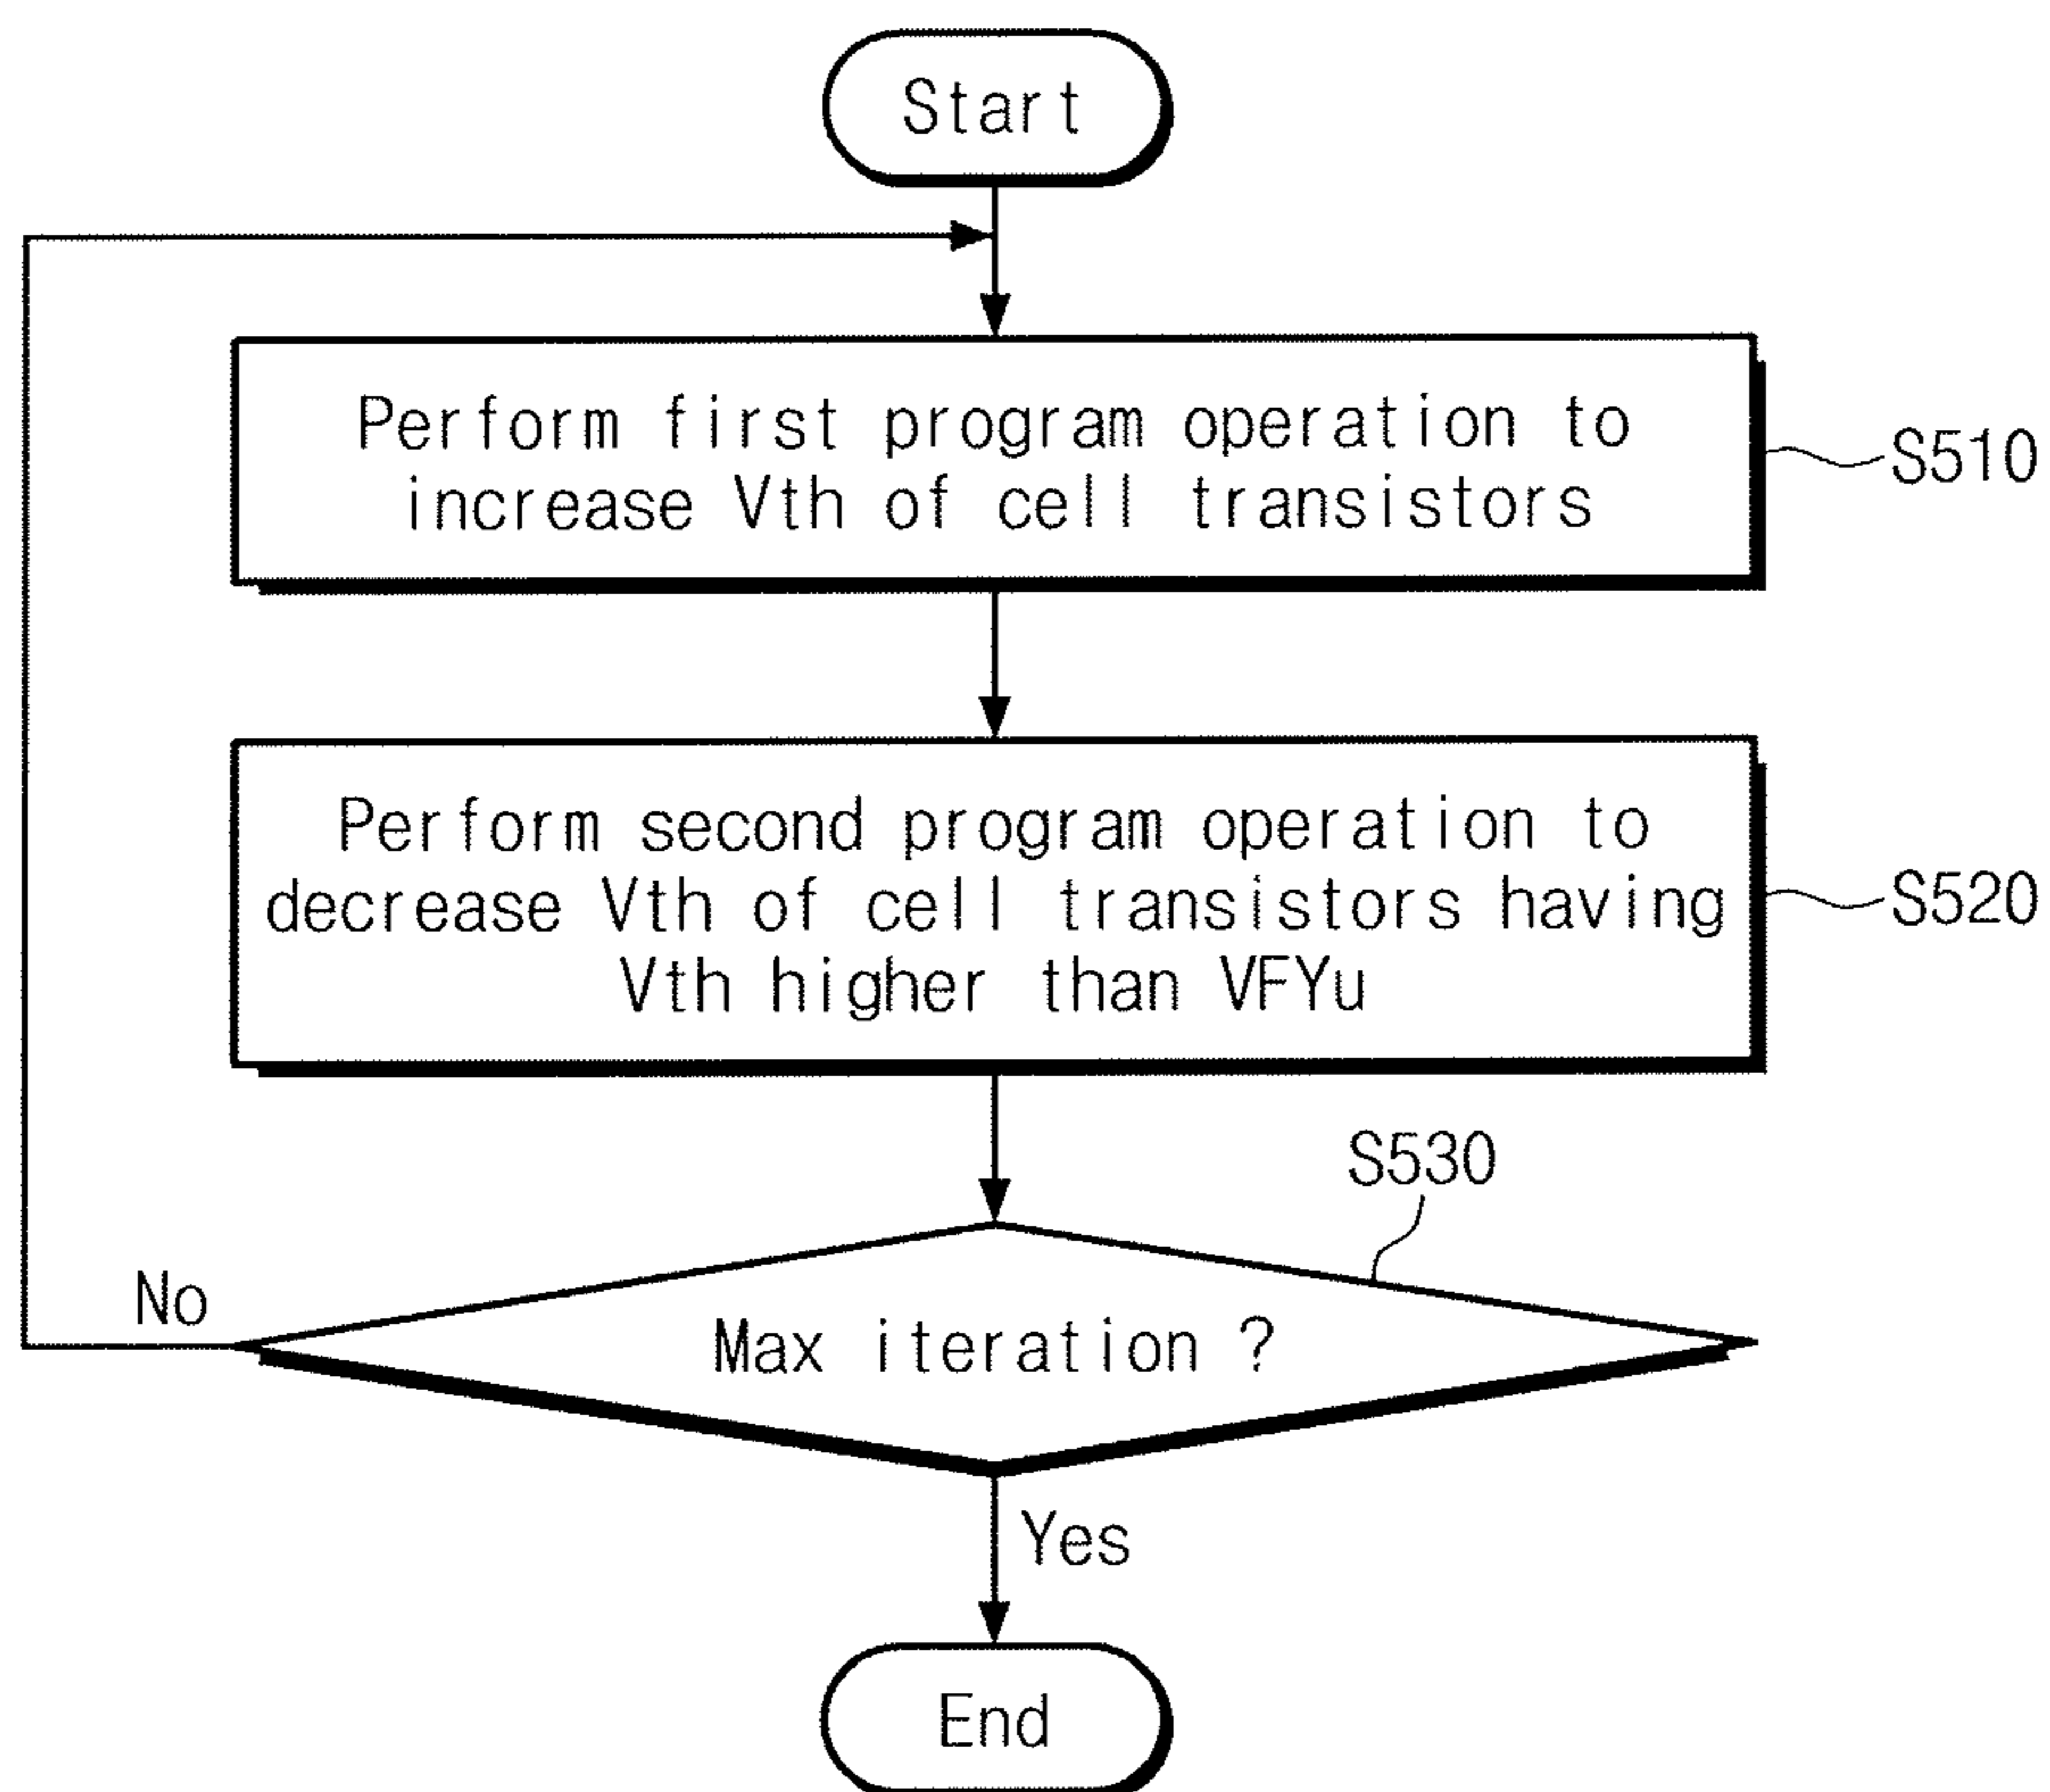 Start
Perform first program operation to
increase Vth of cell transistors
S510
Perform second program operation to
decrease Vth of cell transistors having
Vth higher than VFYu
S520
S530
Max iteration ?
No
Yes
End